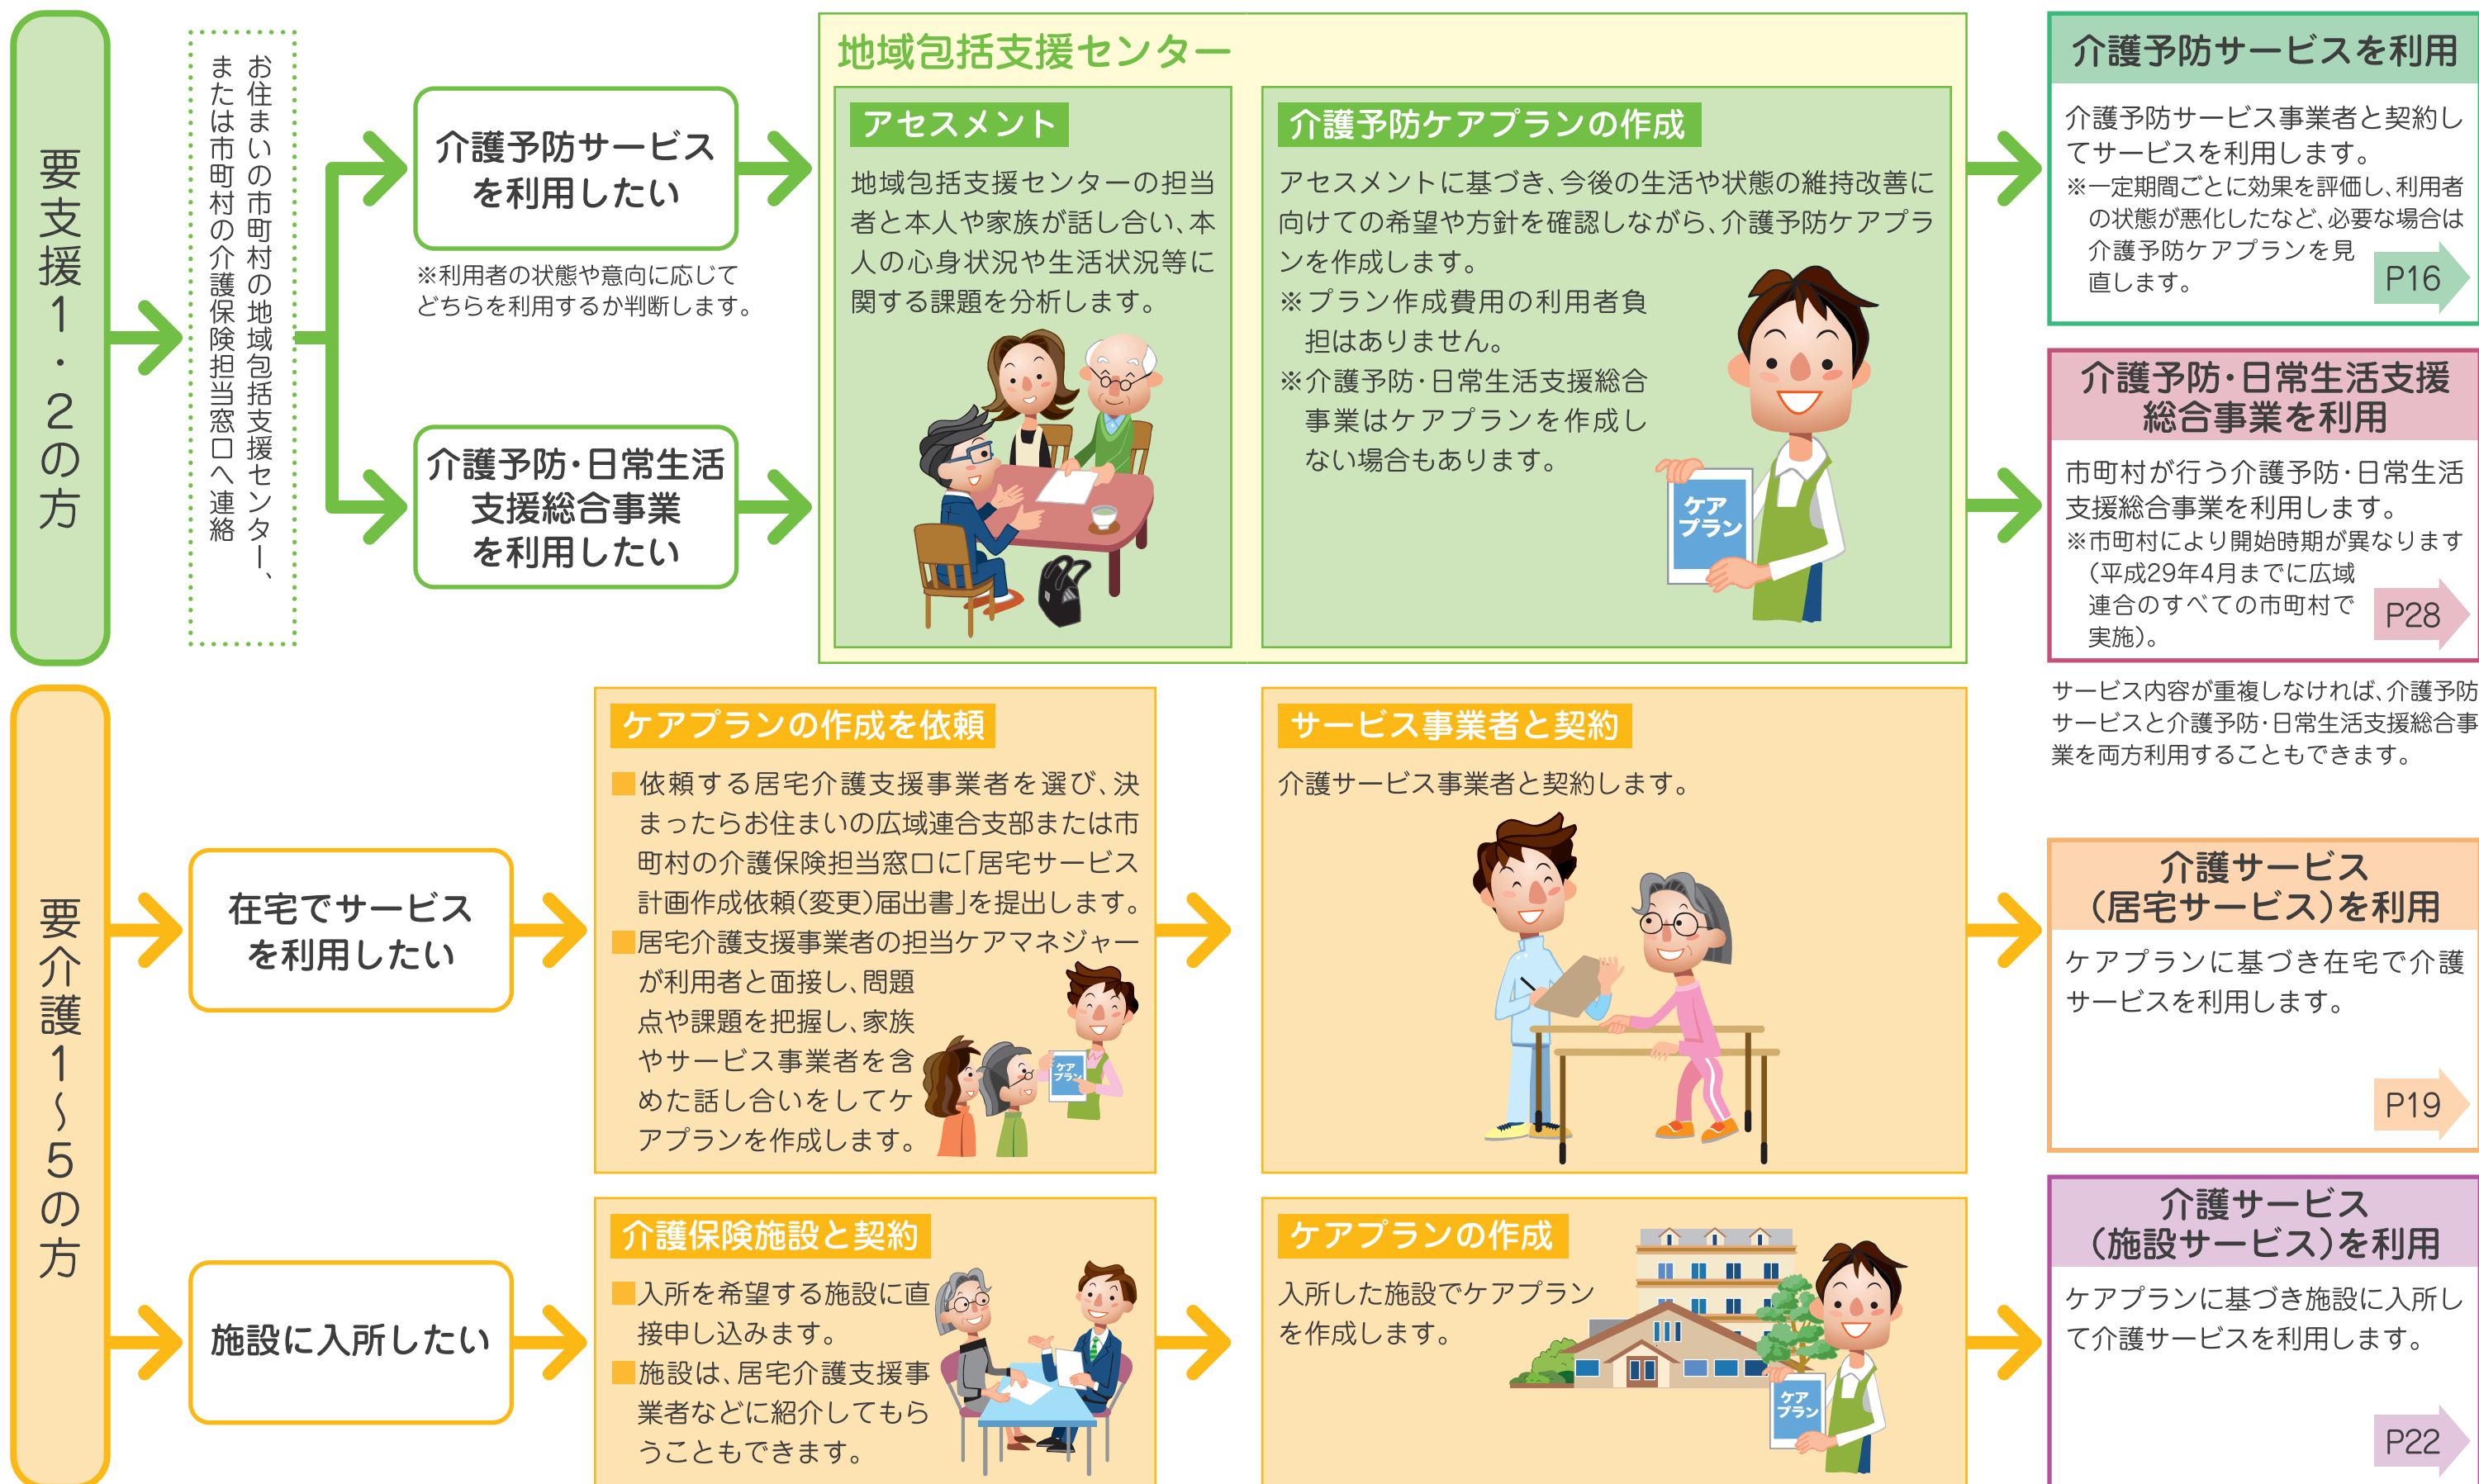 要支援1・2の方
お住まいの市町村の地域包括支援センター、
または市町村の介護保険担当窓口へ連絡
介護予防サービス
を利用したい
※利用者の状態や意向に応じて
どちらを利用するか判断します。
介護予防･日常生活
支援総合事業
を利用したい
地域包括支援センター
アセスメント
地域包括支援センターの担当
者と本人や家族が話し合い、本
人の心身状況や生活状況等に
関する課題を分析します。
介護予防ケアプランの作成
アセスメントに基づき、今後の生活や状態の維持改善に
向けての希望や方針を確認しながら、介護予防ケアプラ
ンを作成します。
※プラン作成費用の利用者負
担はありません。
※介護予防･日常生活支援総合
事業はケアプランを作成し
ない場合もあります。
ケア
プラン
介護予防サービスを利用
介護予防サービス事業者と契約し
てサービスを利用します。
※一定期間ごとに効果を評価し、利用者
の状態が悪化したなど、必要な場合は
介護予防ケアプランを見
直します。
P16
介護予防･日常生活支援
総合事業を利用
市町村が行う介護予防･日常生活
支援総合事業を利用します。
※市町村により開始時期が異なります
(平成29年4月までに広域
連合のすべての市町村で
実施)。
P28
サービス内容が重複しなければ、介護予防
サービスと介護予防･日常生活支援総合事
業を両方利用することもできます。
要介護1～5の方
在宅でサービス
を利用したい
ケアプランの作成を依頼
■依頼する居宅介護支援事業者を選び、決
まったらお住まいの広域連合支部または市
町村の介護保険担当窓口に「居宅サービス
計画作成依頼(変更)届出書」を提出します。
■居宅介護支援事業者の担当ケアマネジャー
が利用者と面接し、問題
点や課題を把握し、家族
やサービス事業者を含
めた話し合いをしてケ
アプランを作成します。
ケア
プラン
サービス事業者と契約
介護サービス事業者と契約します。
介護サービス
(居宅サービス)を利用
ケアプランに基づき在宅で介護
サービスを利用します。
P19
施設に入所したい
介護保険施設と契約
■入所を希望する施設に直
接申し込みます。
■施設は、居宅介護支援事
業者などに紹介してもら
うこともできます。
ケアプランの作成
入所した施設でケアプラン
を作成します。
ケア
プラン
介護サービス
(施設サービス)を利用
ケアプランに基づき施設に入所し
て介護サービスを利用します。
P22